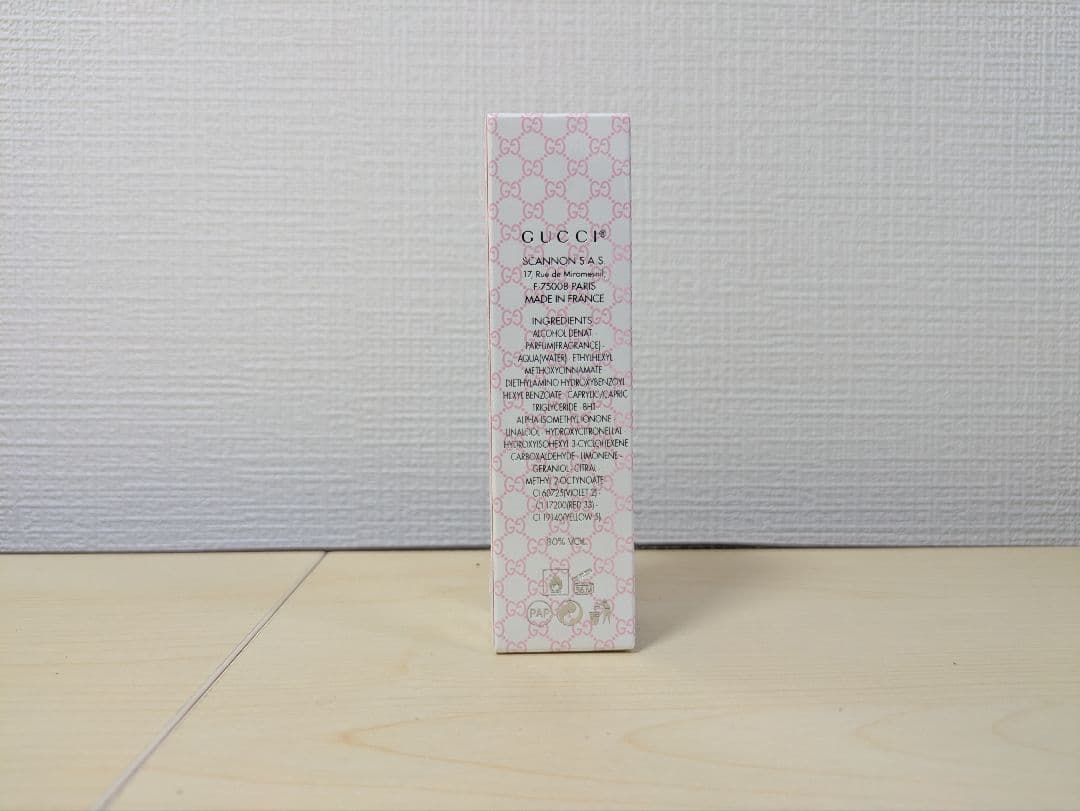 GUCCI®
SCANNON S A S
17, Rue de Miromesnil,
F-75008 PARIS
MADE IN FRANCE
INGREDIENTS :
ALCOHOL DENAT
PARFUM(FRAGRANCE) -
AQUA(WATER) - ETHYLHEXYL
METHOXYCINNAMATE
DIETHYLAMINO HYDROXYBENZOYL
HEXYL BENZOATE - CAPRYLIC/CAPRIC
TRIGLYCERIDE - BHT
ALPHA-ISOMETHYL IONONE -
LINALOOL - HYDROXYCITRONELLAL
HYDROXYISOHEXYL 3-CYCLOHEXENE
CARBOXALDEHYDE - LIMONENE -
GERANIOL - CITRAL
METHYL 2-OCTYNOATE
CI 60725(VIOLET 2) -
CI 17200(RED 33) -
CI 19140(YELLOW 5)
80% VOL
36M
PAP